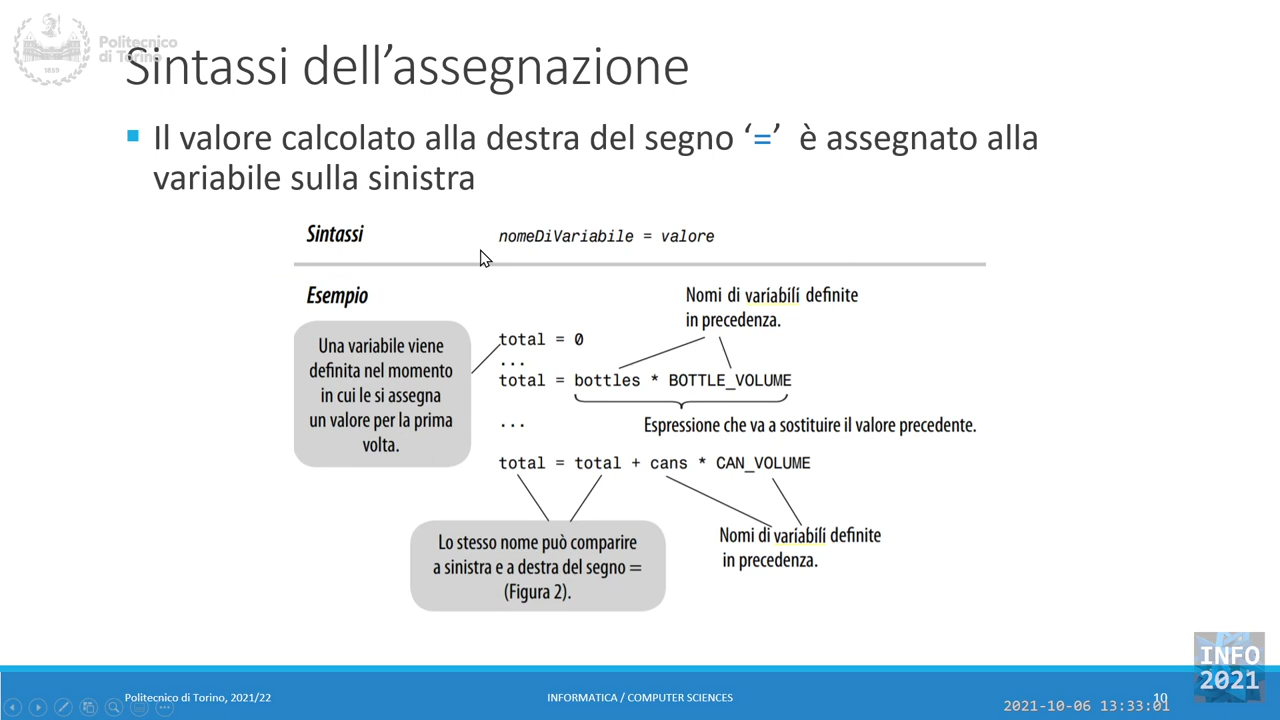 Politecnico
di Torino
1859
Sintassi dell’assegnazione
Il valore calcolato alla destra del segno ‘=’ è assegnato alla
variabile sulla sinistra
Sintassi
nomeDiVariabile = valore
Esempio
Nomi di variabili definite
in precedenza.
Una variabile viene
definita nel momento
in cui le si assegna
un valore per la prima
volta.
total = 0
...
total = bottles * BOTTLE_VOLUME
Espressione che va a sostituire il valore precedente.
...
total = total + cans * CAN_VOLUME
Lo stesso nome può comparire
a sinistra e a destra del segno =
(Figura 2).
Nomi di variabili definite
in precedenza.
INFO
2021
Politecnico di Torino, 2021/22
INFORMATICA / COMPUTER SCIENCES
10
2021-10-06 13:33:01